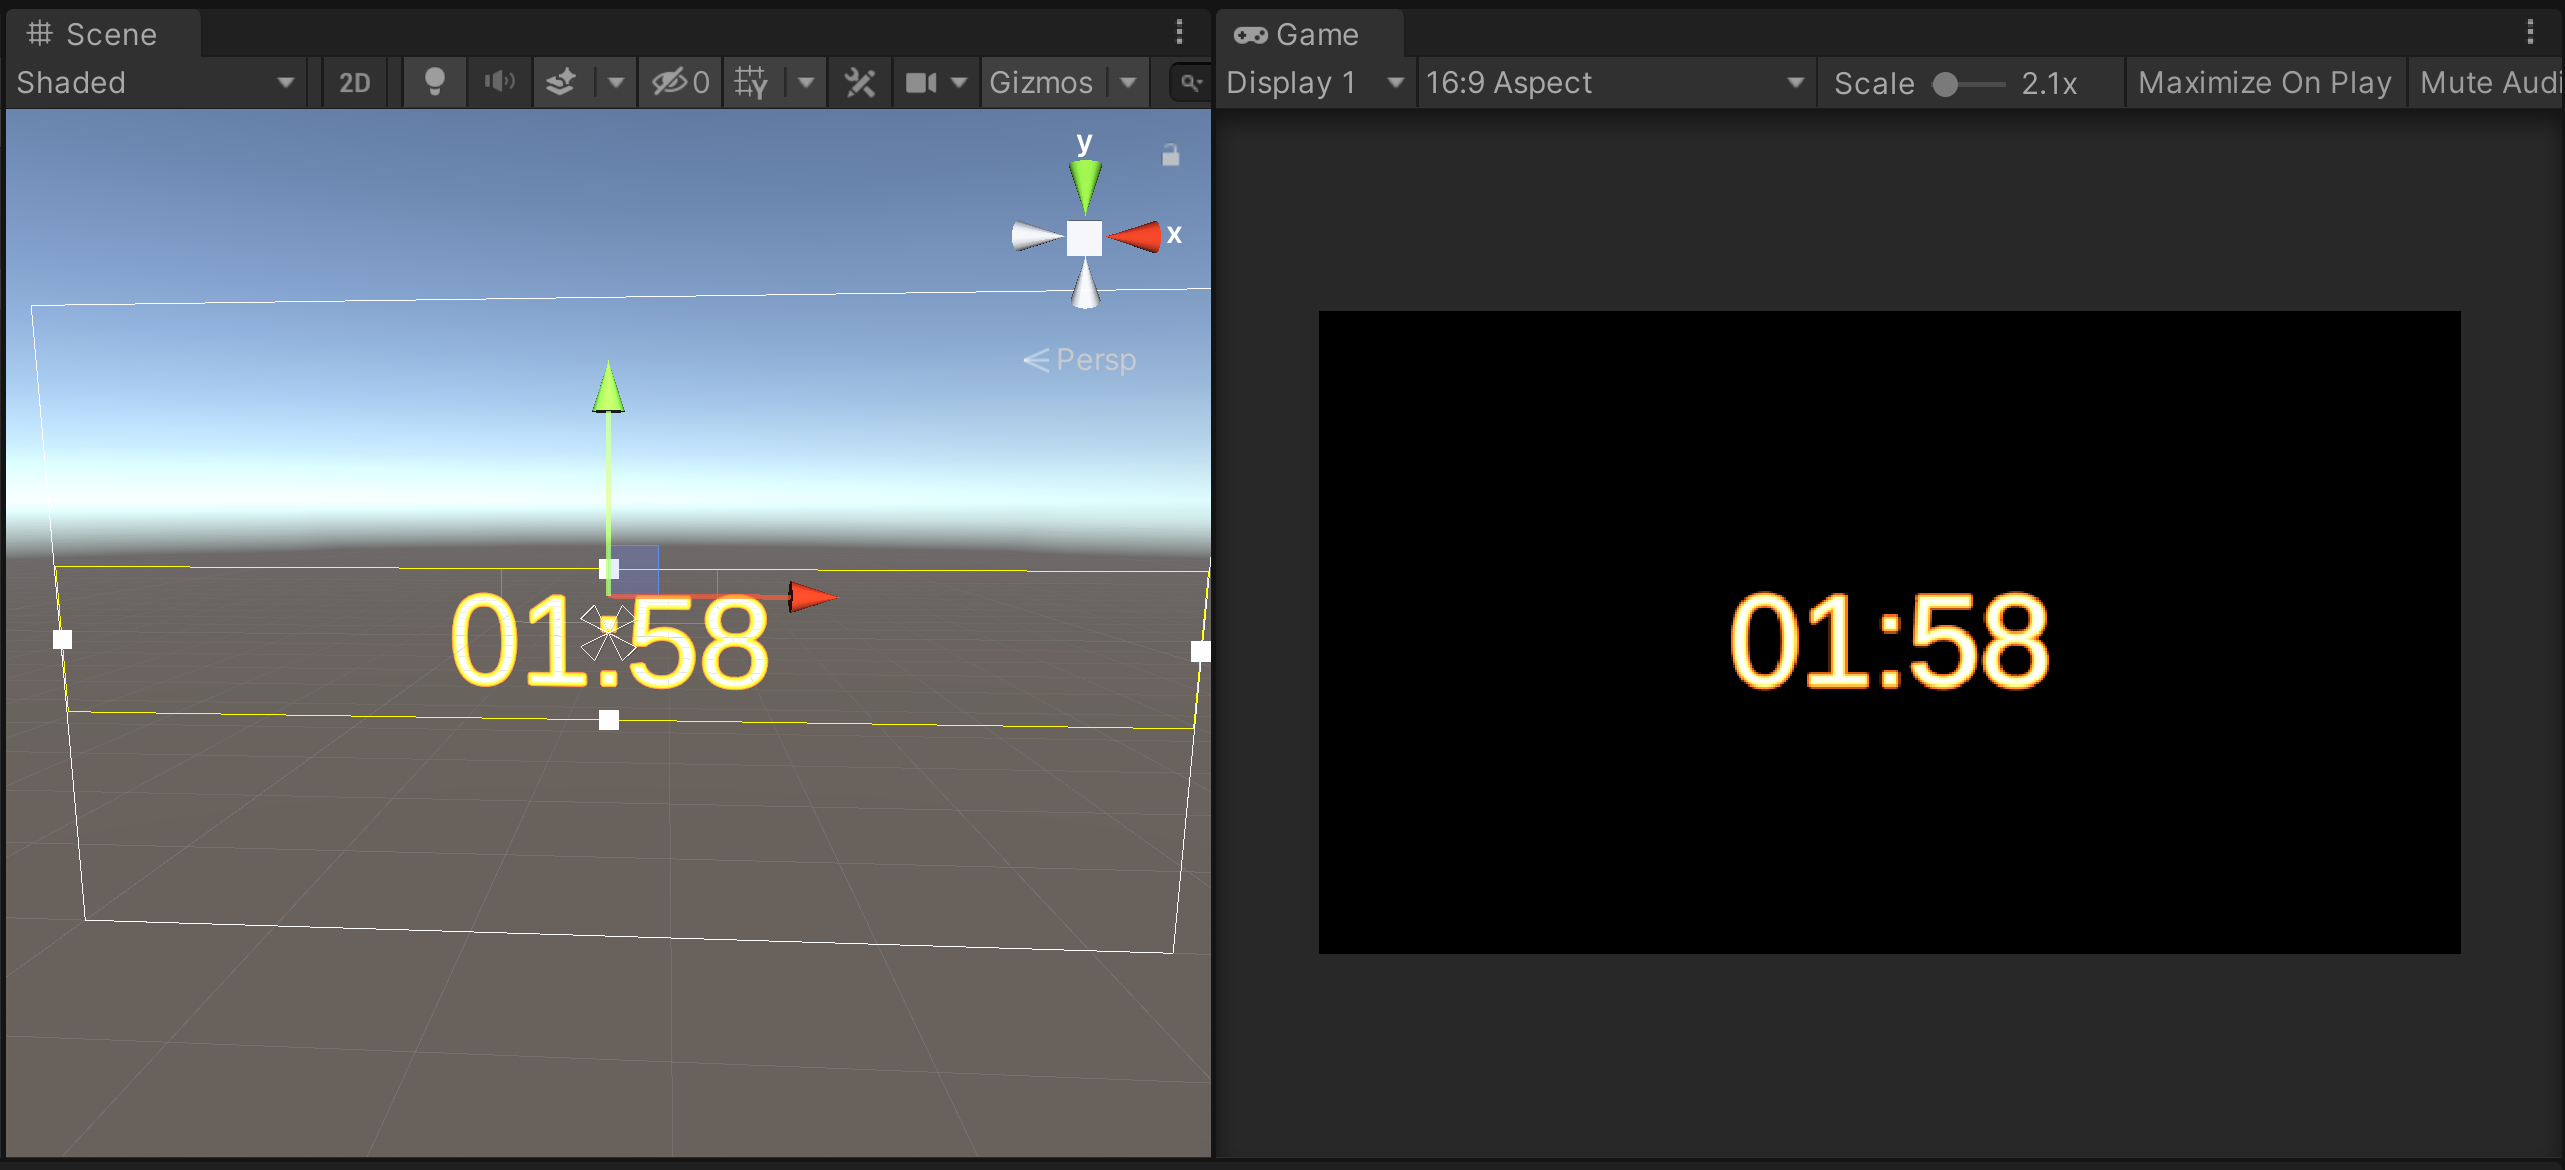 Scene
Shaded
2D
0
Gizmos
y
x
Persp
01:58
Game
Display 1
16:9 Aspect
Scale
2.1x
Maximize On Play
Mute Audi
01:58